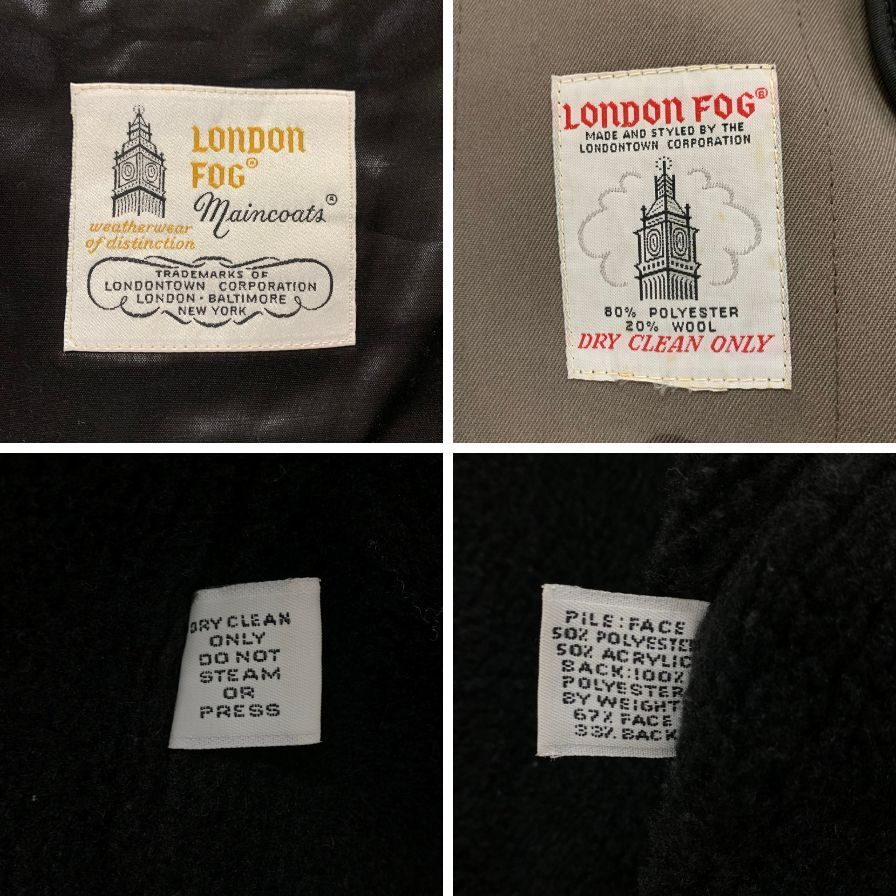 LONDON
FOG®
Maincoats®
weatherwear
of distinction
TRADEMARKS OF
LONDONTOWN CORPORATION
LONDON · BALTIMORE
NEW YORK
LONDON FOG®
MADE AND STYLED BY THE
LONDONTOWN CORPORATION
80% POLYESTER
20% WOOL
DRY CLEAN ONLY
DRY CLEAN
ONLY
DO NOT
STEAM
OR
PRESS
PILE:FACE
50% POLYESTER
50% ACRYLIC
BACK:100%
POLYESTER
BY WEIGHT
67% FACE
33% BACK